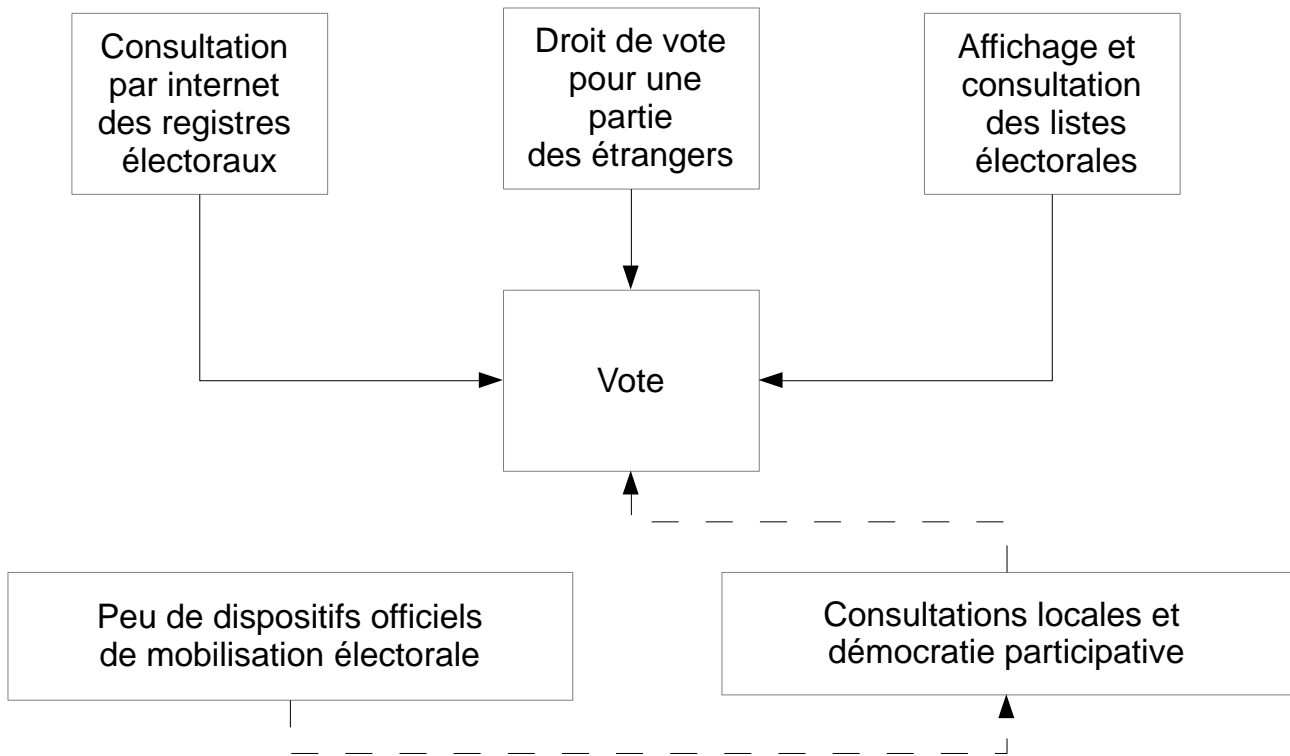 Consultation
par internet
des registres
électoraux
Droit de vote
pour une
partie
des étrangers
Affichage et
consultation
des listes
électorales
Vote
Peu de dispositifs officiels
de mobilisation électorale
Consultations locales et
démocratie participative